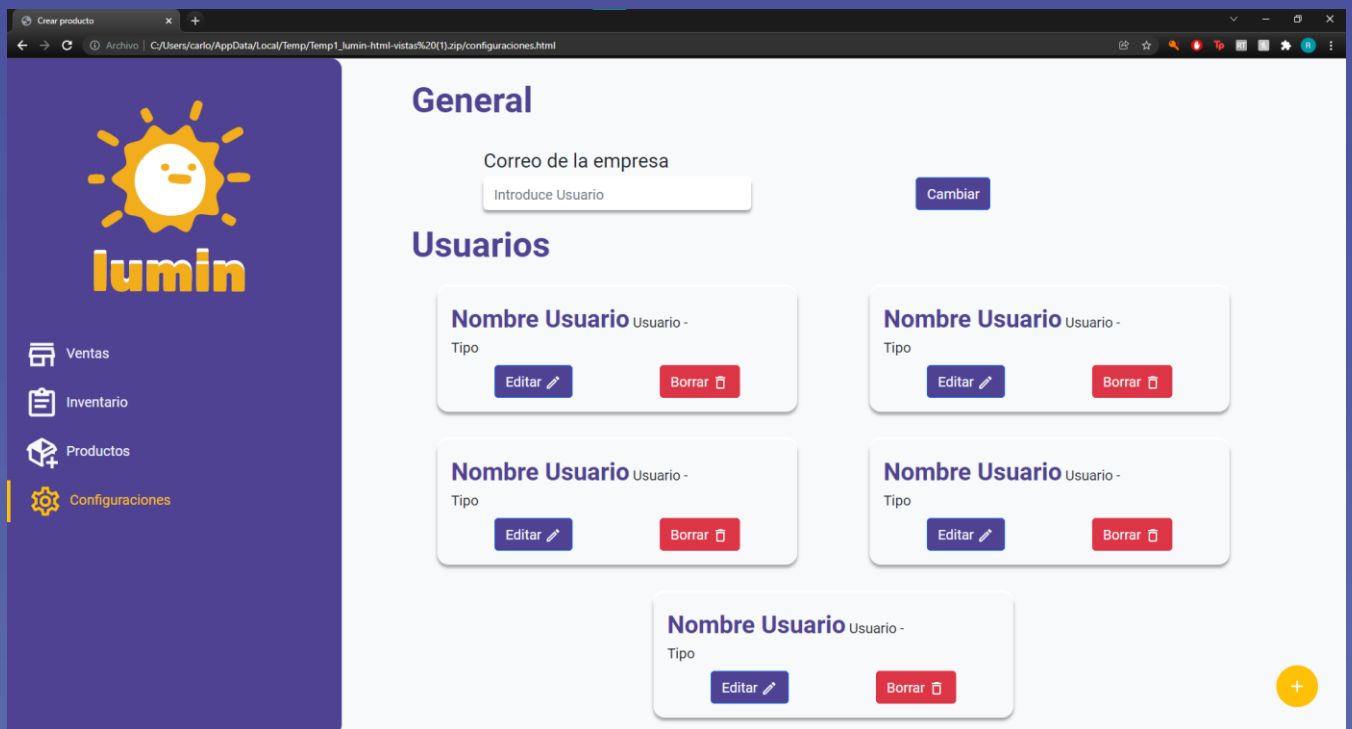 Crear producto
Archivo | C:/Users/carlo/AppData/Local/Temp/Temp1_lumin-html-vistas%20(1).zip/configuraciones.html
Tp
RT
R
lumin
Ventas
Inventario
Productos
Configuraciones
General
Correo de la empresa
Introduce Usuario
Cambiar
Usuarios
Nombre Usuario Usuario -
Tipo
Editar
Borrar
Nombre Usuario Usuario -
Tipo
Editar
Borrar
Nombre Usuario Usuario -
Tipo
Editar
Borrar
Nombre Usuario Usuario -
Tipo
Editar
Borrar
Nombre Usuario Usuario -
Tipo
Editar
Borrar
+